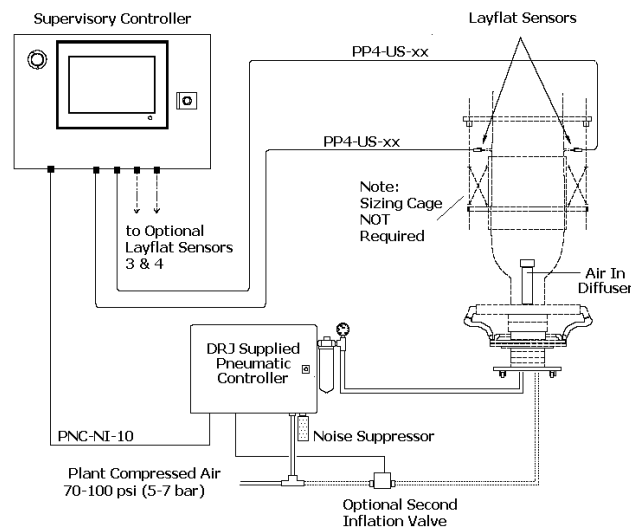 Supervisory Controller
Layflat Sensors
PP4-US-xx
PP4-US-xx
Note:
Sizing Cage
NOT
Required
to Optional
Layflat Sensors
3 & 4
Air In
Diffuser
DRJ Supplied
Pneumatic
Controller
PNC-NI-10
Noise Suppressor
Plant Compressed Air
70-100 psi (5-7 bar)
Optional Second
Inflation Valve